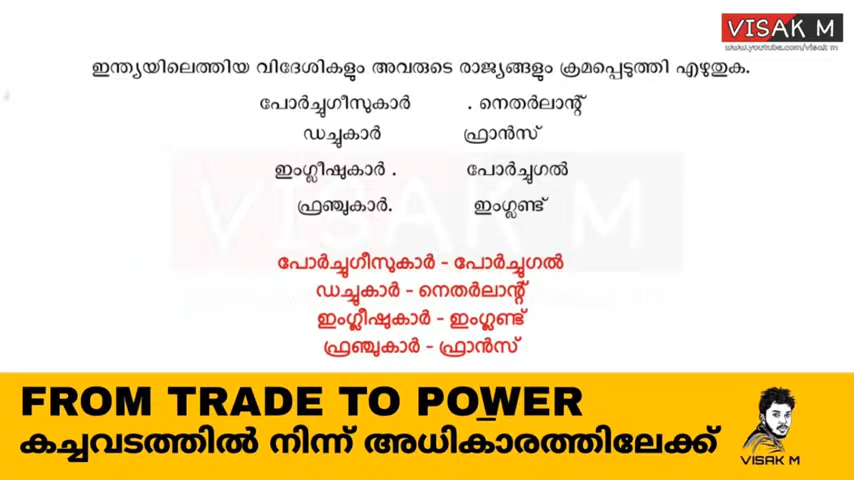 VISAK M
www.youtube.com/visak m
ഇന്ത്യയിലെത്തിയ വിദേശികളും അവരുടെ രാജ്യങ്ങളും ക്രമപ്പെടുത്തി എഴുതുക.
പോർച്ചുഗീസുകാർ . നെതർലാന്റ്
ഡച്ചുകാർ ഫ്രാൻസ്
ഇംഗ്ലീഷുകാർ . പോർച്ചുഗൽ
ഫ്രഞ്ചുകാർ. ഇംഗ്ലണ്ട്
VISAK M
പോർച്ചുഗീസുകാർ - പോർച്ചുഗൽ
ഡച്ചുകാർ - നെതർലാന്റ്
ഇംഗ്ലീഷുകാർ - ഇംഗ്ലണ്ട്
ഫ്രഞ്ചുകാർ - ഫ്രാൻസ്
FROM TRADE TO POWER
കച്ചവടത്തിൽ നിന്ന് അധികാരത്തിലേക്ക്
VISAK M